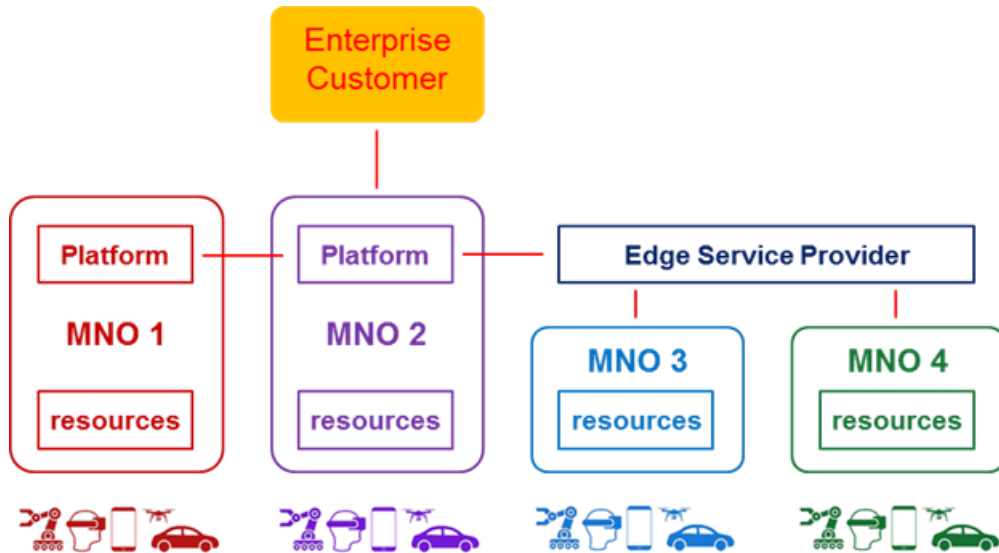 Enterprise
Customer
Platform
Platform
Edge Service Provider
MNO 1
MNO 2
MNO 3
MNO 4
resources
resources
resources
resources